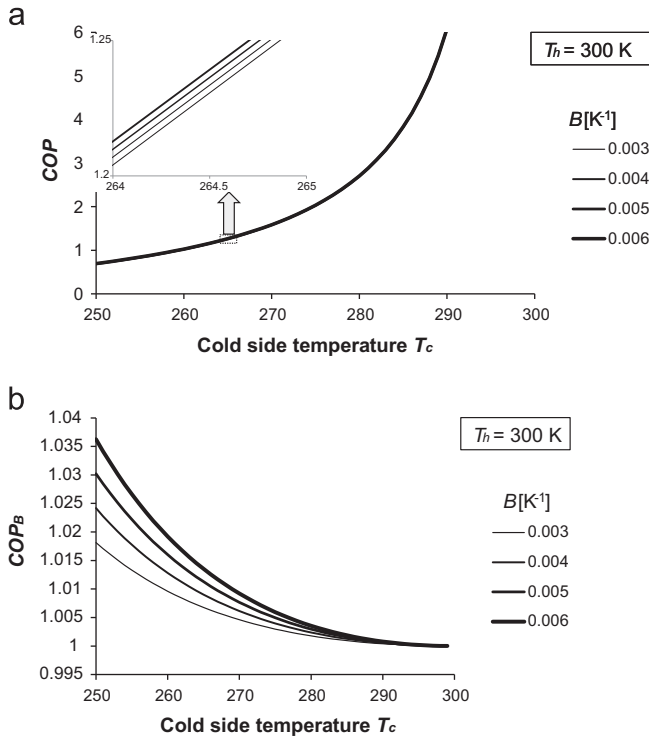 a
6
5
4
3
2
1
0
COP
1.25
1.2
264
264.5
265
Th = 300 K
B[K-1]
0.003
0.004
0.005
0.006
250 260 270 280 290 300
Cold side temperature Tc
b
1.04
1.035
1.03
1.025
1.02
1.015
1.01
1.005
1
0.995
COPB
Th = 300 K
B[K-1]
0.003
0.004
0.005
0.006
250 260 270 280 290 300
Cold side temperature Tc